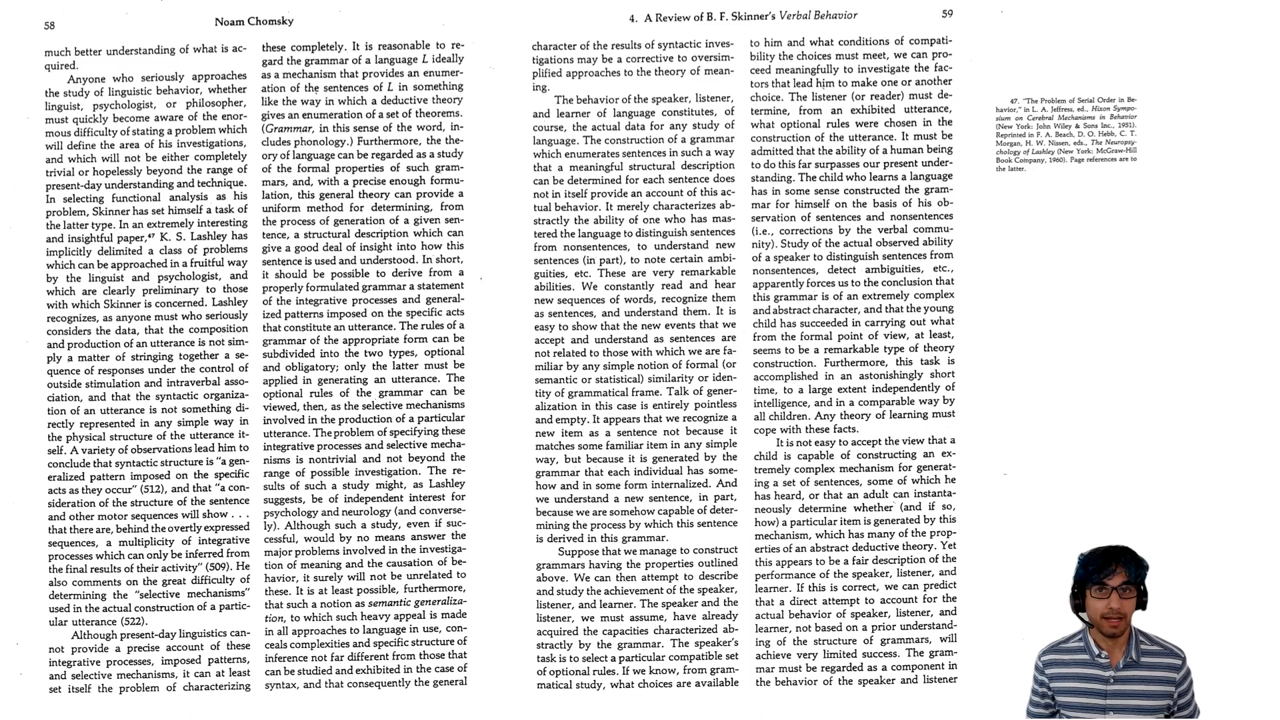 58
Noam Chomsky
much better understanding of what is ac-
quired.
Anyone who seriously approaches
the study of linguistic behavior, whether
linguist, psychologist, or philosopher,
must quickly become aware of the enor-
mous difficulty of stating a problem which
will define the area of his investigations,
and which will not be either completely
trivial or hopelessly beyond the range of
present-day understanding and technique.
In selecting functional analysis as his
problem, Skinner has set himself a task of
the latter type. In an extremely interesting
and insightful paper,⁴⁷ K. S. Lashley has
implicitly delimited a class of problems
which can be approached in a fruitful way
by the linguist and psychologist, and
which are clearly preliminary to those
with which Skinner is concerned. Lashley
recognizes, as anyone must who seriously
considers the data, that the composition
and production of an utterance is not sim-
ply a matter of stringing together a se-
quence of responses under the control of
outside stimulation and intraverbal asso-
ciation, and that the syntactic organiza-
tion of an utterance is not something di-
rectly represented in any simple way in
the physical structure of the utterance it-
self. A variety of observations lead him to
conclude that syntactic structure is "a gen-
eralized pattern imposed on the specific
acts as they occur" (512), and that "a con-
sideration of the structure of the sentence
and other motor sequences will show . . .
that there are, behind the overtly expressed
sequences, a multiplicity of integrative
processes which can only be inferred from
the final results of their activity" (509). He
also comments on the great difficulty of
determining the "selective mechanisms"
used in the actual construction of a partic-
ular utterance (522).
Although present-day linguistics can-
not provide a precise account of these
integrative processes, imposed patterns,
and selective mechanisms, it can at least
set itself the problem of characterizing
these completely. It is reasonable to re-
gard the grammar of a language L ideally
as a mechanism that provides an enumer-
ation of the sentences of L in something
like the way in which a deductive theory
gives an enumeration of a set of theorems.
(Grammar, in this sense of the word, in-
cludes phonology.) Furthermore, the the-
ory of language can be regarded as a study
of the formal properties of such gram-
mars, and, with a precise enough formu-
lation, this general theory can provide a
uniform method for determining, from
the process of generation of a given sen-
tence, a structural description which can
give a good deal of insight into how this
sentence is used and understood. In short,
it should be possible to derive from a
properly formulated grammar a statement
of the integrative processes and general-
ized patterns imposed on the specific acts
that constitute an utterance. The rules of a
grammar of the appropriate form can be
subdivided into the two types, optional
and obligatory; only the latter must be
applied in generating an utterance. The
optional rules of the grammar can be
viewed, then, as the selective mechanisms
involved in the production of a particular
utterance. The problem of specifying these
integrative processes and selective mecha-
nisms is nontrivial and not beyond the
range of possible investigation. The re-
sults of such a study might, as Lashley
suggests, be of independent interest for
psychology and neurology (and converse-
ly). Although such a study, even if suc-
cessful, would by no means answer the
major problems involved in the investiga-
tion of meaning and the causation of be-
havior, it surely will not be unrelated to
these. It is at least possible, furthermore,
that such a notion as semantic generaliza-
tion, to which such heavy appeal is made
in all approaches to language in use, con-
ceals complexities and specific structure of
inference not far different from those that
can be studied and exhibited in the case of
syntax, and that consequently the general
4. A Review of B. F. Skinner's Verbal Behavior
59
character of the results of syntactic inves-
tigations may be a corrective to oversim-
plified approaches to the theory of mean-
ing.
The behavior of the speaker, listener,
and learner of language constitutes, of
course, the actual data for any study of
language. The construction of a grammar
which enumerates sentences in such a way
that a meaningful structural description
can be determined for each sentence does
not in itself provide an account of this ac-
tual behavior. It merely characterizes ab-
stractly the ability of one who has mas-
tered the language to distinguish sentences
from nonsentences, to understand new
sentences (in part), to note certain ambi-
guities, etc. These are very remarkable
abilities. We constantly read and hear
new sequences of words, recognize them
as sentences, and understand them. It is
easy to show that the new events that we
accept and understand as sentences are
not related to those with which we are fa-
miliar by any simple notion of formal (or
semantic or statistical) similarity or iden-
tity of grammatical frame. Talk of gener-
alization in this case is entirely pointless
and empty. It appears that we recognize a
new item as a sentence not because it
matches some familiar item in any simple
way, but because it is generated by the
grammar that each individual has some-
how and in some form internalized. And
we understand a new sentence, in part,
because we are somehow capable of deter-
mining the process by which this sentence
is derived in this grammar.
Suppose that we manage to construct
grammars having the properties outlined
above. We can then attempt to describe
and study the achievement of the speaker,
listener, and learner. The speaker and the
listener, we must assume, have already
acquired the capacities characterized ab-
stractly by the grammar. The speaker's
task is to select a particular compatible set
of optional rules. If we know, from gram-
matical study, what choices are available
to him and what conditions of compati-
bility the choices must meet, we can pro-
ceed meaningfully to investigate the fac-
tors that lead him to make one or another
choice. The listener (or reader) must de-
termine, from an exhibited utterance,
what optional rules were chosen in the
construction of the utterance. It must be
admitted that the ability of a human being
to do this far surpasses our present under-
standing. The child who learns a language
has in some sense constructed the gram-
mar for himself on the basis of his ob-
servation of sentences and nonsentences
(i.e., corrections by the verbal commu-
nity). Study of the actual observed ability
of a speaker to distinguish sentences from
nonsentences, detect ambiguities, etc.,
apparently forces us to the conclusion that
this grammar is of an extremely complex
and abstract character, and that the young
child has succeeded in carrying out what
from the formal point of view, at least,
seems to be a remarkable type of theory
construction. Furthermore, this task is
accomplished in an astonishingly short
time, to a large extent independently of
intelligence, and in a comparable way by
all children. Any theory of learning must
cope with these facts.
It is not easy to accept the view that a
child is capable of constructing an ex-
tremely complex mechanism for generat-
ing a set of sentences, some of which he
has heard, or that an adult can instanta-
neously determine whether (and if so,
how) a particular item is generated by this
mechanism, which has many of the prop-
erties of an abstract deductive theory. Yet
this appears to be a fair description of the
performance of the speaker, listener, and
learner. If this is correct, we can predict
that a direct attempt to account for the
actual behavior of speaker, listener, and
learner, not based on a prior understand-
ing of the structure of grammars, will
achieve very limited success. The gram-
mar must be regarded as a component in
the behavior of the speaker and listener
47. "The Problem of Serial Order in Be-
havior," in L. A. Jeffress, ed., Hixon Sympo-
sium on Cerebral Mechanisms in Behavior
(New York: John Wiley & Sons Inc., 1951).
Reprinted in F. A. Beach, D. O. Hebb, C. T.
Morgan, H. W. Nissen, eds., The Neuropsy-
chology of Lashley (New York: McGraw-Hill
Book Company, 1960). Page references are to
the latter.